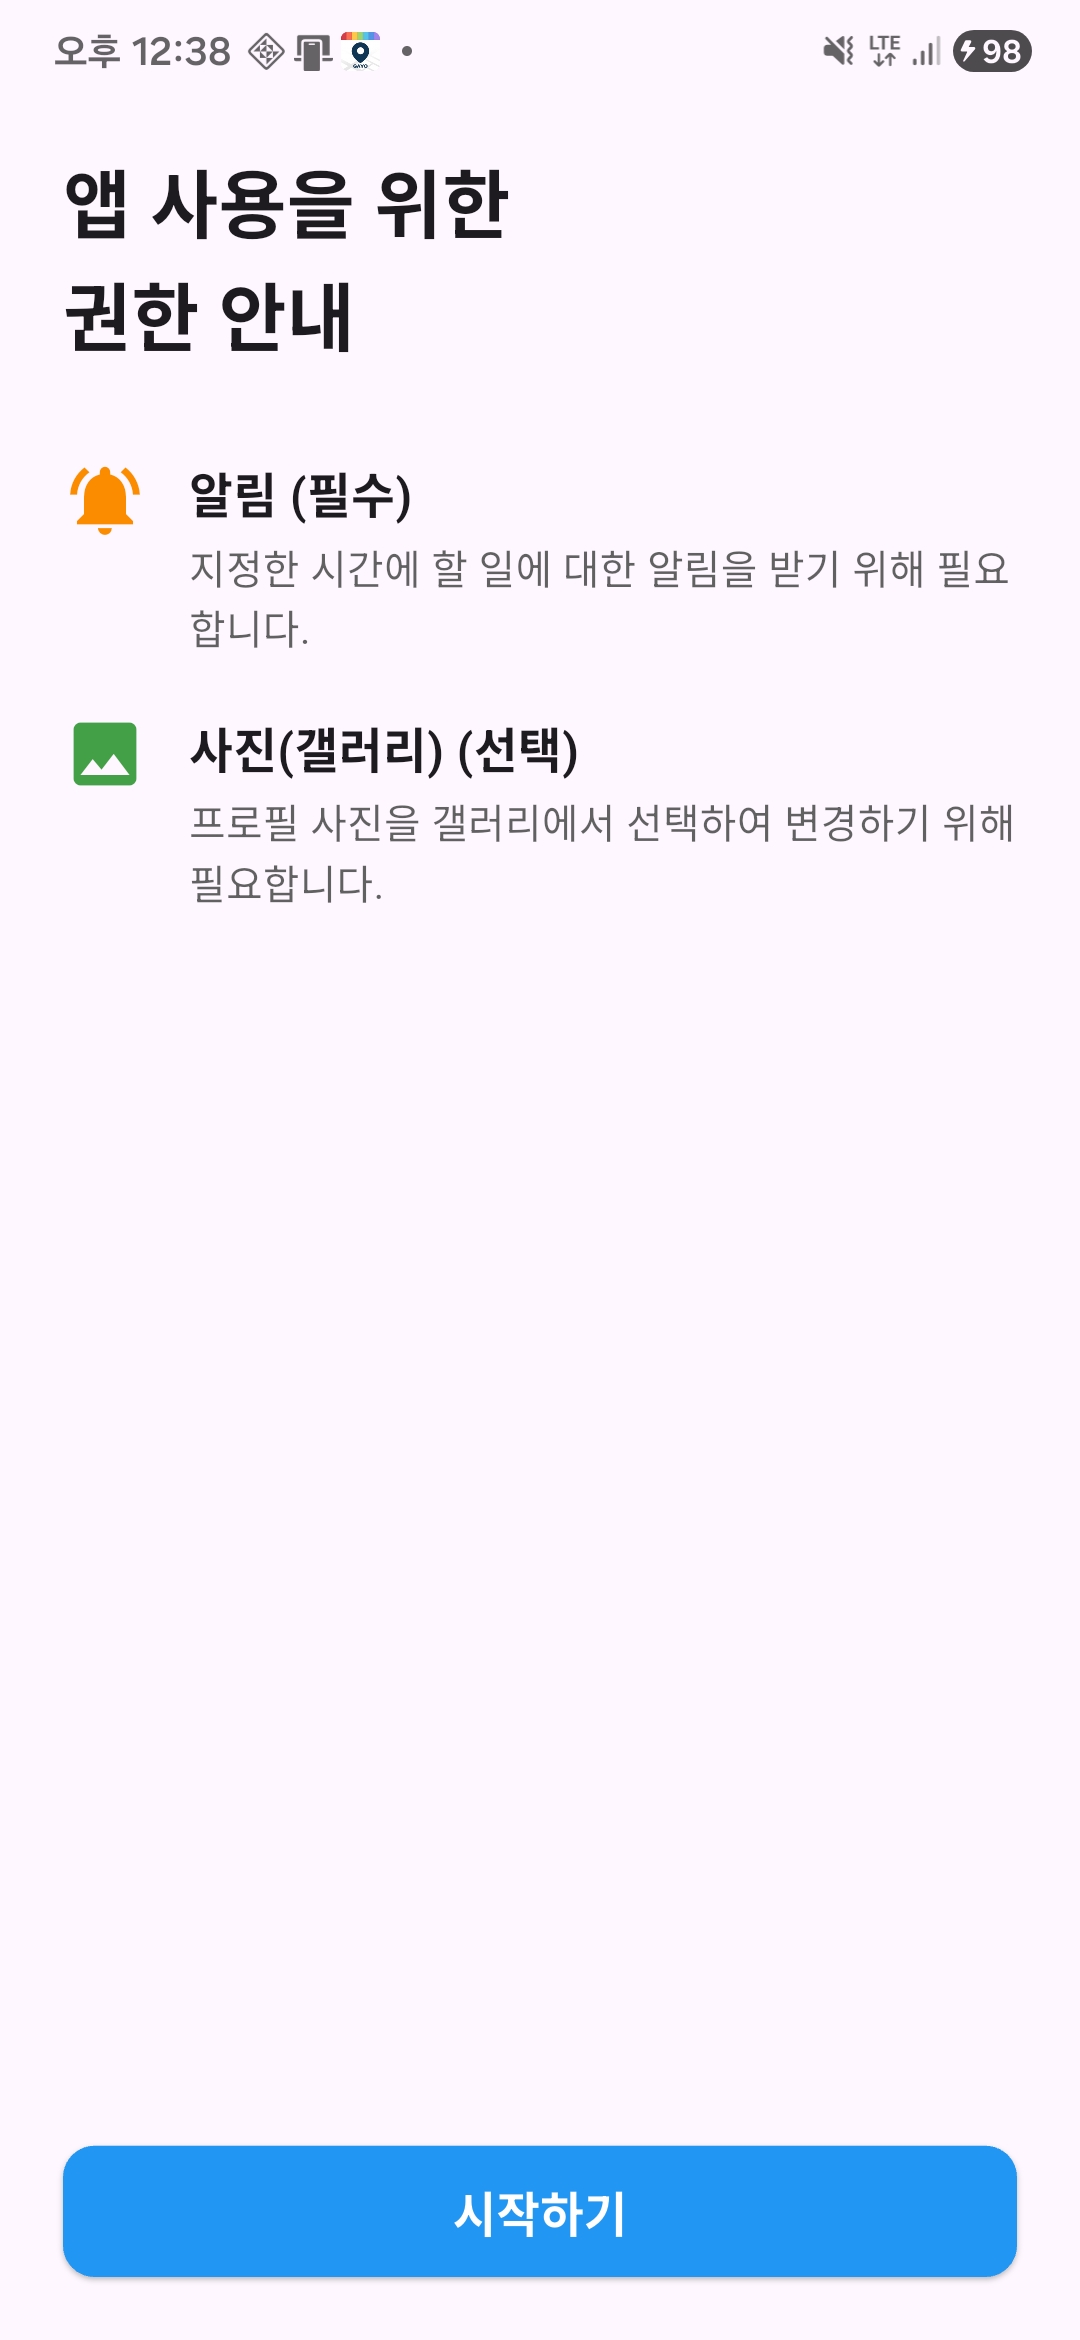 오후 12:38
LTE
98
앱 사용을 위한
권한 안내
알림 (필수)
지정한 시간에 할 일에 대한 알림을 받기 위해 필요
합니다.
사진(갤러리) (선택)
프로필 사진을 갤러리에서 선택하여 변경하기 위해
필요합니다.
시작하기